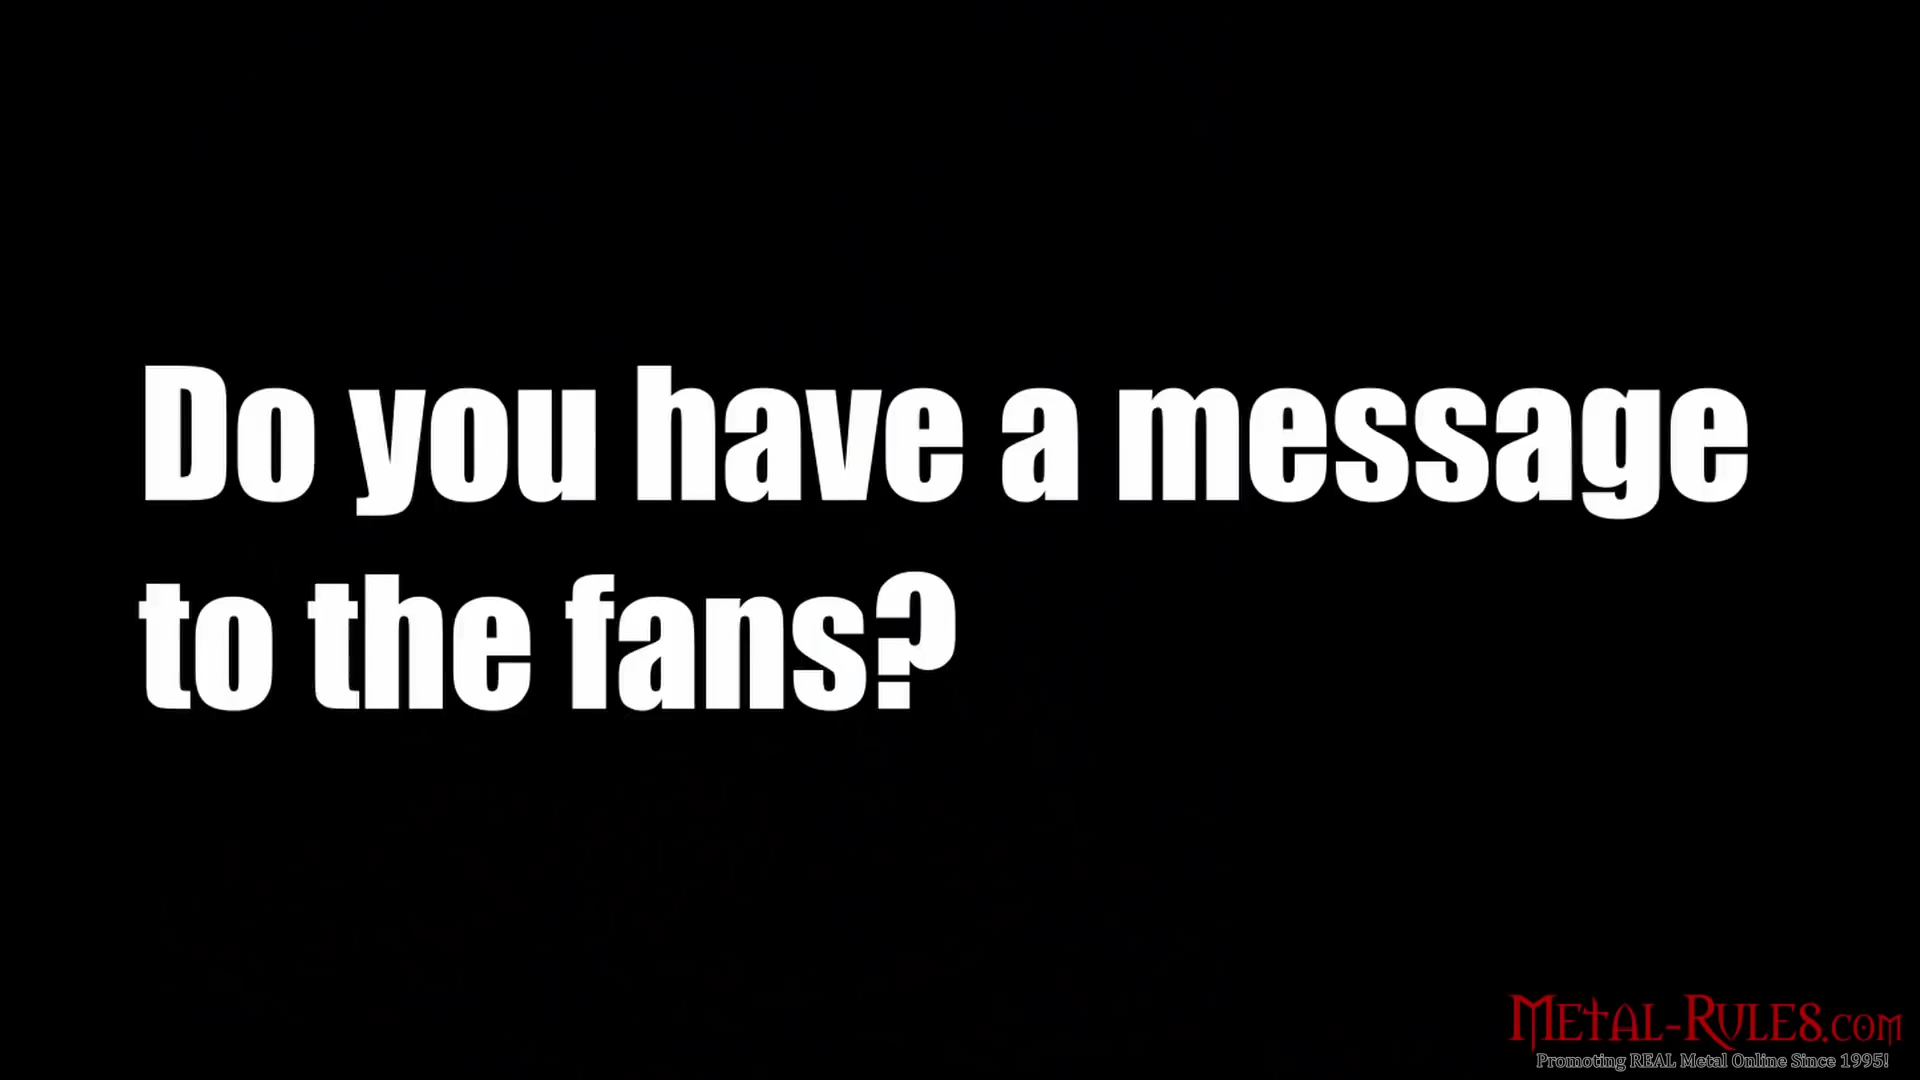 Do you have a message
to the fans?
Metal-Rules.com
Promoting REAL Metal Online Since 1995!